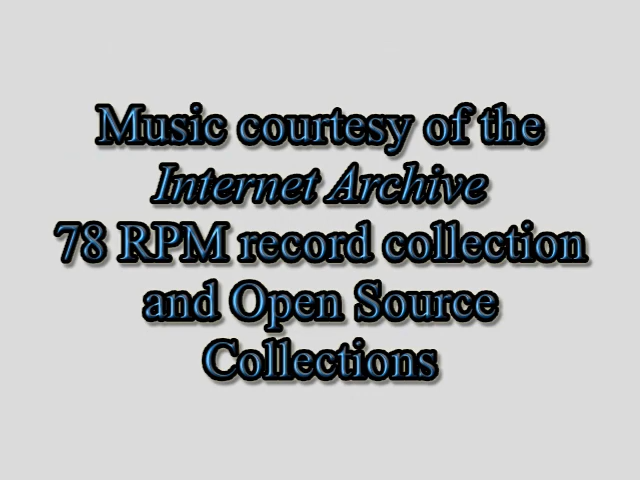 Music courtesy of the
Internet Archive
78 RPM record collection
and Open Source
Collections